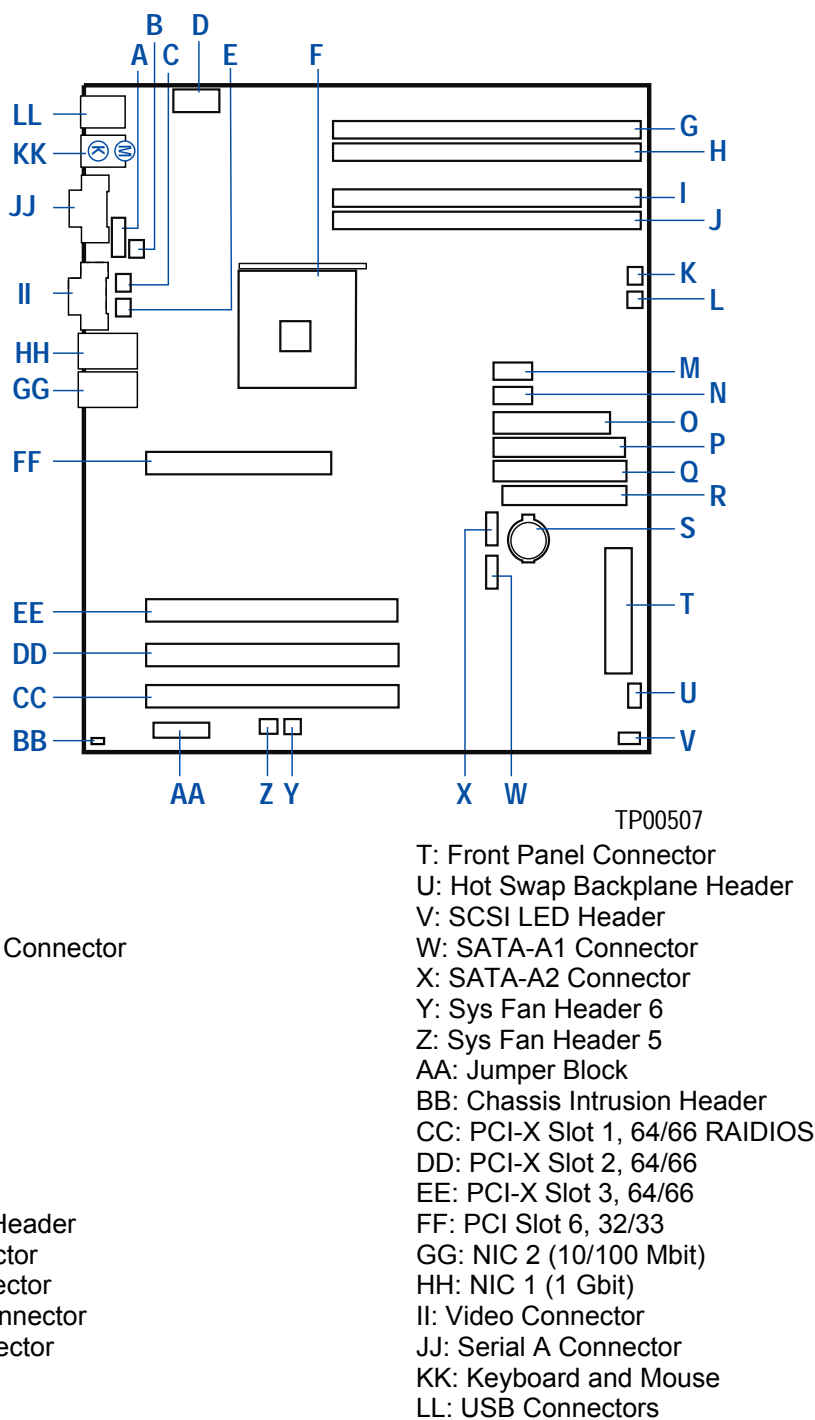 B
D
A C
E
F
LL
KK
K M
JJ
II
HH
GG
FF
EE
DD
CC
BB
G
H
I
J
K
L
M
N
O
P
Q
R
S
T
U
V
AA
Z Y
X
W
TP00507
T: Front Panel Connector
U: Hot Swap Backplane Header
V: SCSI LED Header
Connector
W: SATA-A1 Connector
X: SATA-A2 Connector
Y: Sys Fan Header 6
Z: Sys Fan Header 5
AA: Jumper Block
BB: Chassis Intrusion Header
CC: PCI-X Slot 1, 64/66 RAIDIOS
DD: PCI-X Slot 2, 64/66
EE: PCI-X Slot 3, 64/66
Header
FF: PCI Slot 6, 32/33
ctor
GG: NIC 2 (10/100 Mbit)
ector
HH: NIC 1 (1 Gbit)
nnector
II: Video Connector
ector
JJ: Serial A Connector
KK: Keyboard and Mouse
LL: USB Connectors